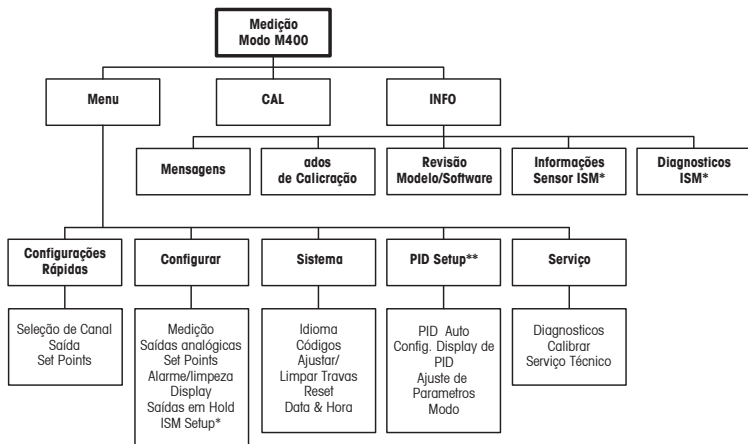 Medição
Modo M400
Menu
CAL
INFO
Mensagens
ados
de Calicração
Revisão
Modelo/Software
Informações
Sensor ISM*
Diagnosticos
ISM*
Configurações
Rápidas
Configurar
Sistema
PID Setup**
Serviço
Seleção de Canal
Saída
Set Points
Medição
Saídas analógicas
Set Points
Alarme/limpeza
Display
Saídas em Hold
ISM Setup*
Idioma
Códigos
Ajustar/
Limpar Travas
Reset
Data & Hora
PID Auto
Config. Display de
PID
Ajuste de
Parametros
Modo
Diagnosticos
Calibrar
Serviço Técnico